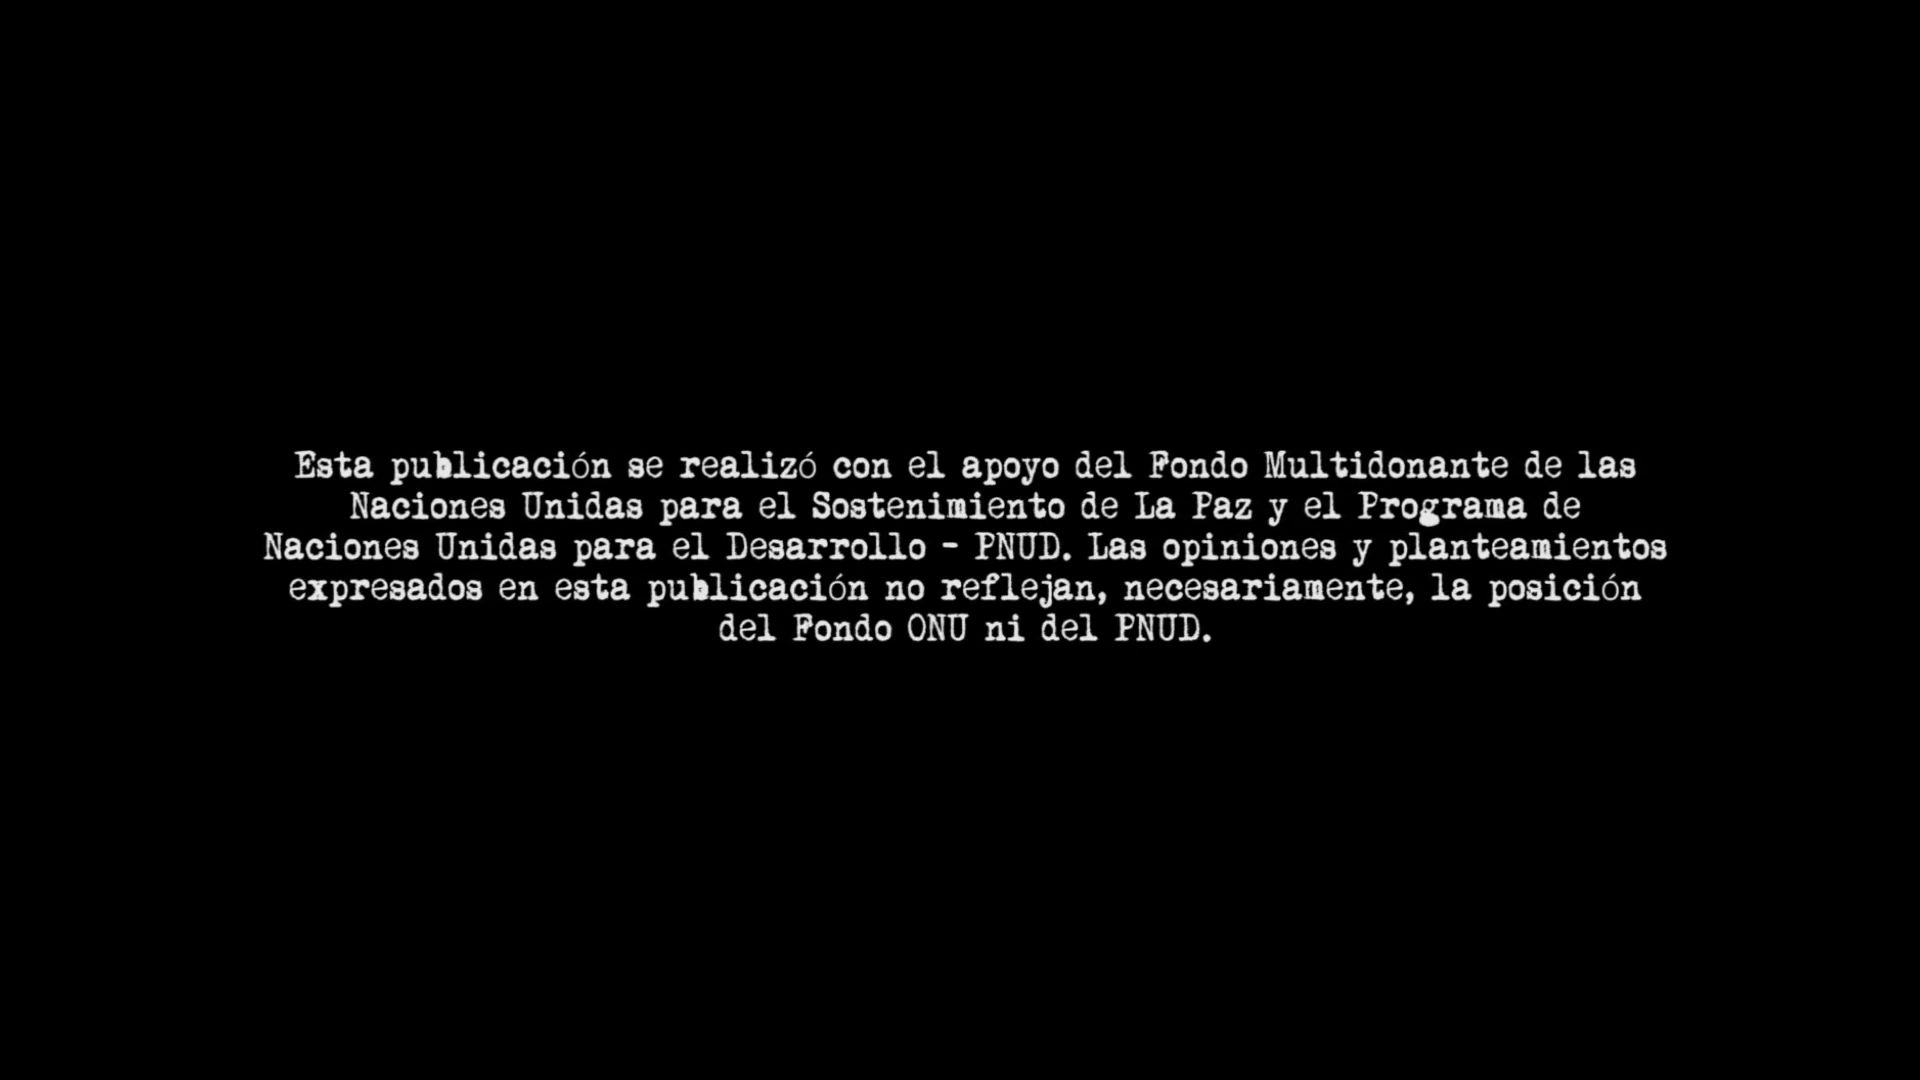 Esta publicación se realizó con el apoyo del Fondo Multidonante de las
Naciones Unidas para el Sostenimiento de La Paz y el Programa de
Naciones Unidas para el Desarrollo - PNUD. Las opiniones y planteamientos
expresados en esta publicación no reflejan, necesariamente, la posición
del Fondo ONU ni del PNUD.